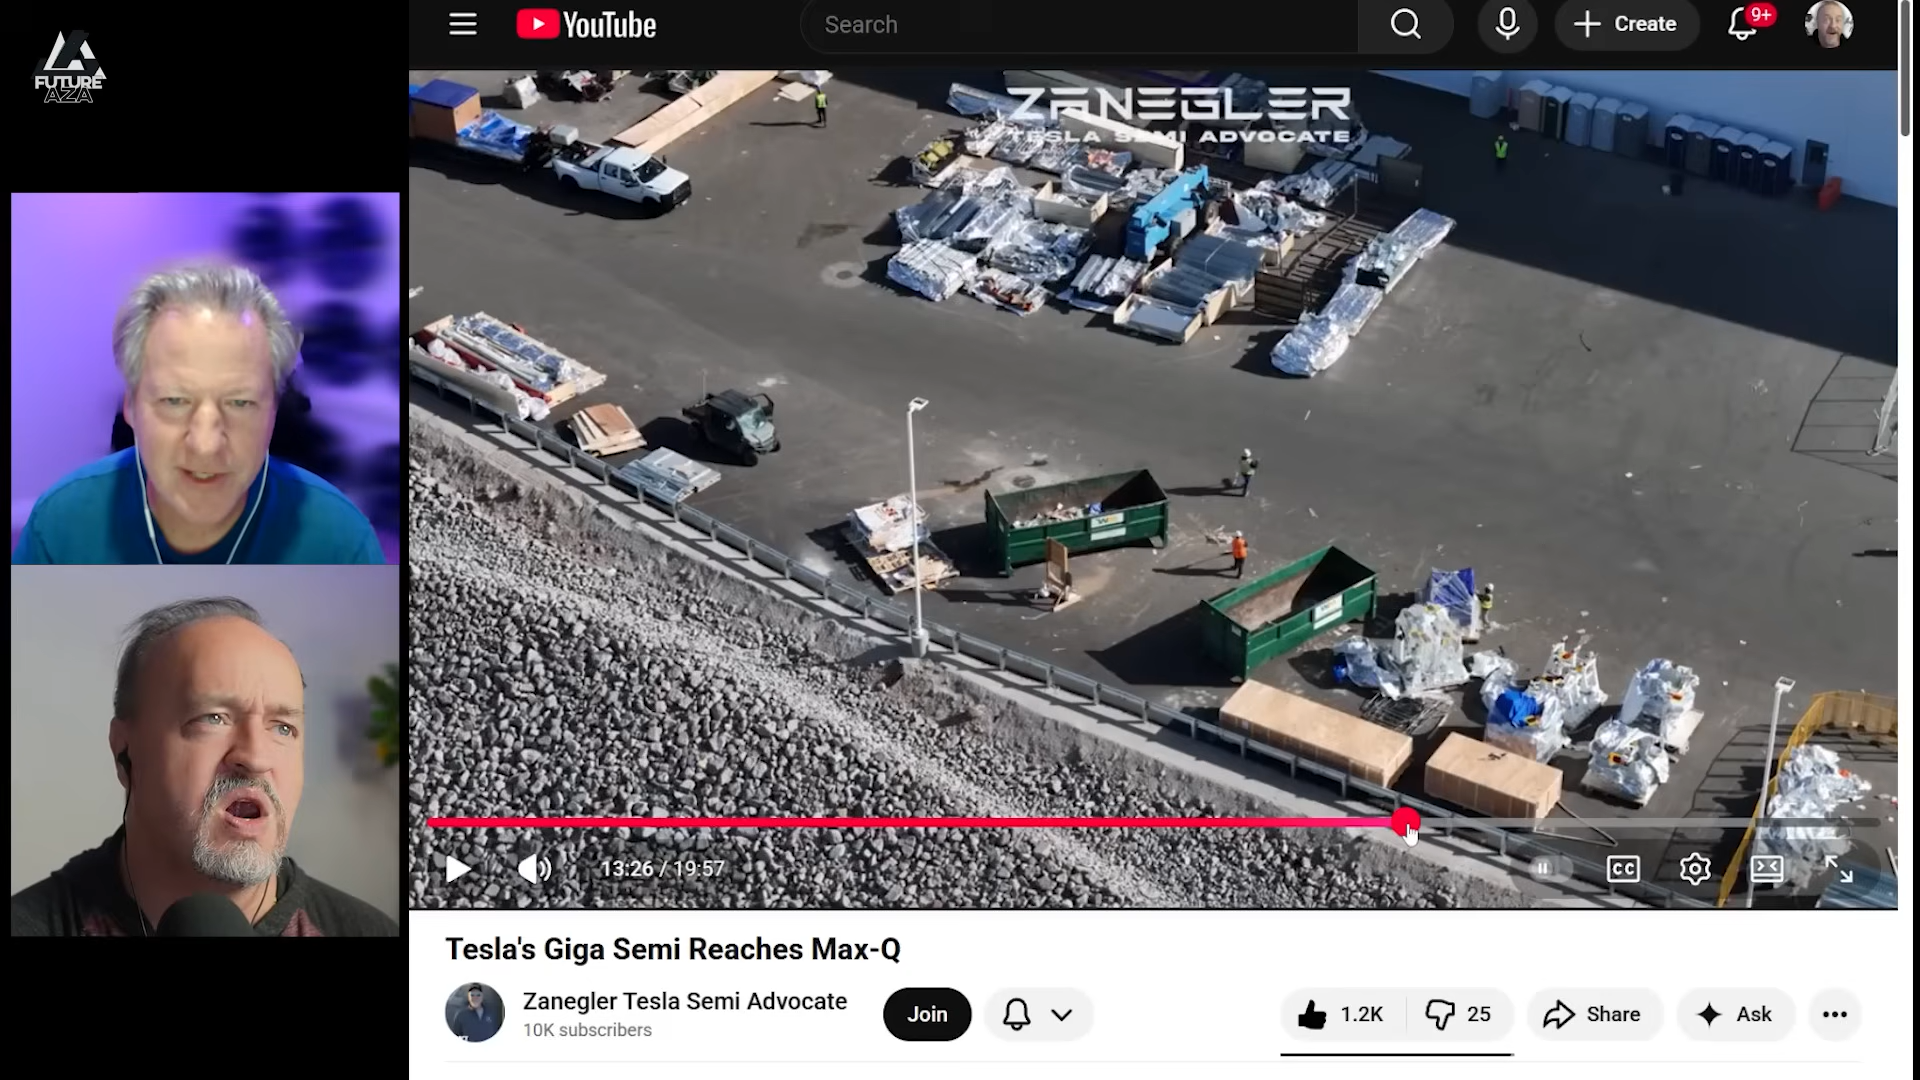 FUTURE
AZA
YouTube
Search
Create
9+
ZANEGLER
TESLA SEMI ADVOCATE
13:26 / 19:57
CC
Tesla's Giga Semi Reaches Max-Q
Zanegler Tesla Semi Advocate
10K subscribers
Join
1.2K
25
Share
Ask